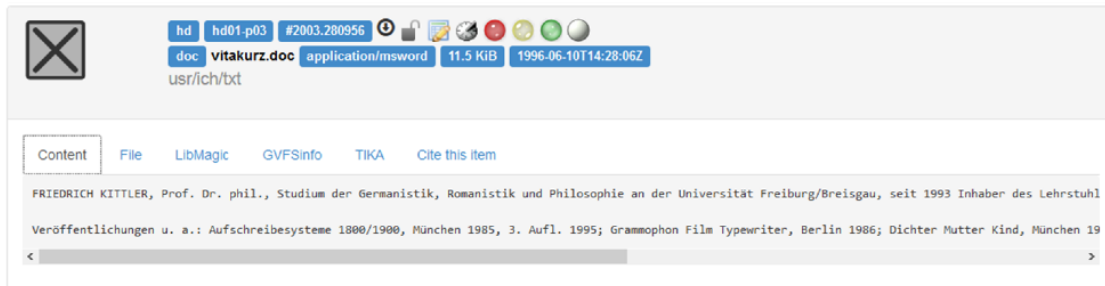 hd hd01-p03 #2003.280956
doc vitakurz.doc application/msword 11.5 KiB 1996-06-10T14:28:06Z
usr/ich/txt
Content File LibMagic GVFSinfo TIKA Cite this item
FRIEDRICH KITTLER, Prof. Dr. phil., Studium der Germanistik, Romanistik und Philosophie an der Universität Freiburg/Breisgau, seit 1993 Inhaber des Lehrstuhl
Veröffentlichungen u. a.: Aufschreibesysteme 1800/1900, München 1985, 3. Aufl. 1995; Grammophon Film Typewriter, Berlin 1986; Dichter Mutter Kind, München 19